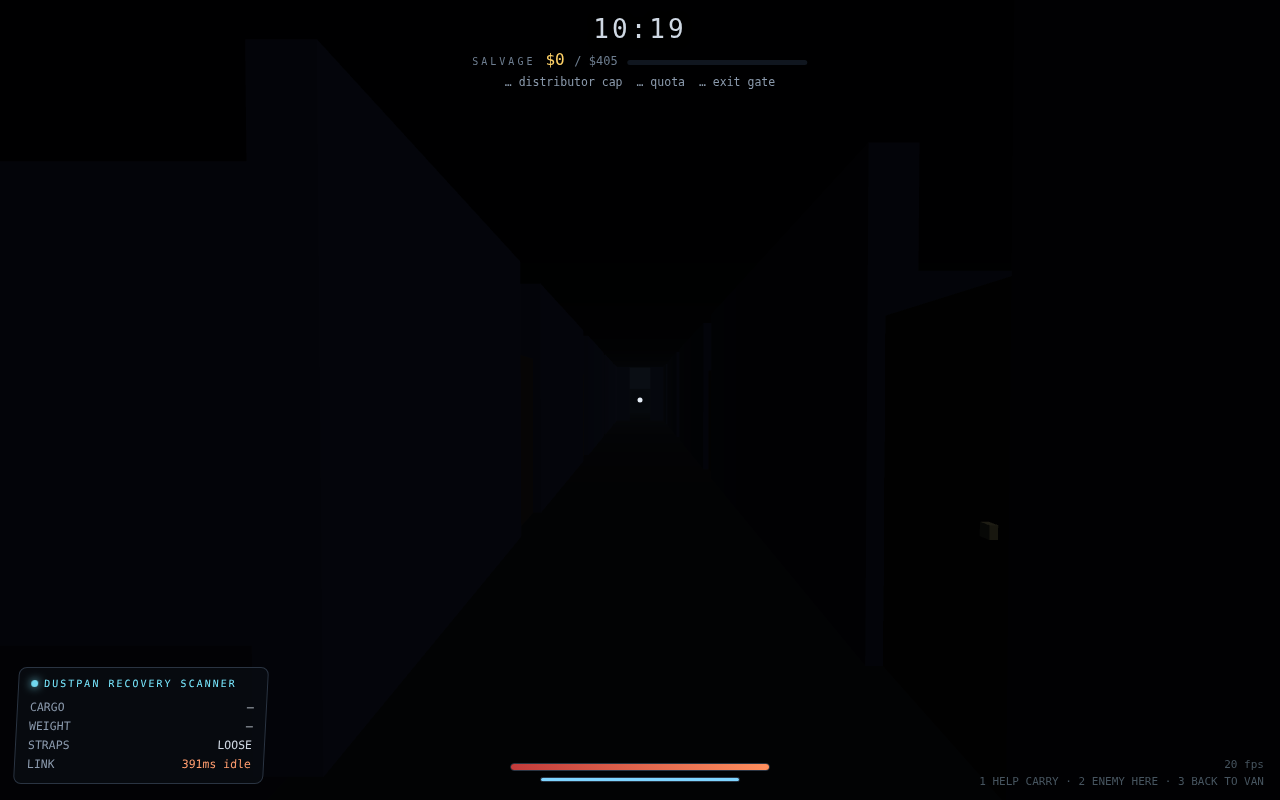 10:19
SALVAGE $0 / $405
… distributor cap … quota … exit gate
DUSTPAN RECOVERY SCANNER
CARGO —
WEIGHT —
STRAPS LOOSE
LINK 391ms idle
20 fps
1 HELP CARRY · 2 ENEMY HERE · 3 BACK TO VAN